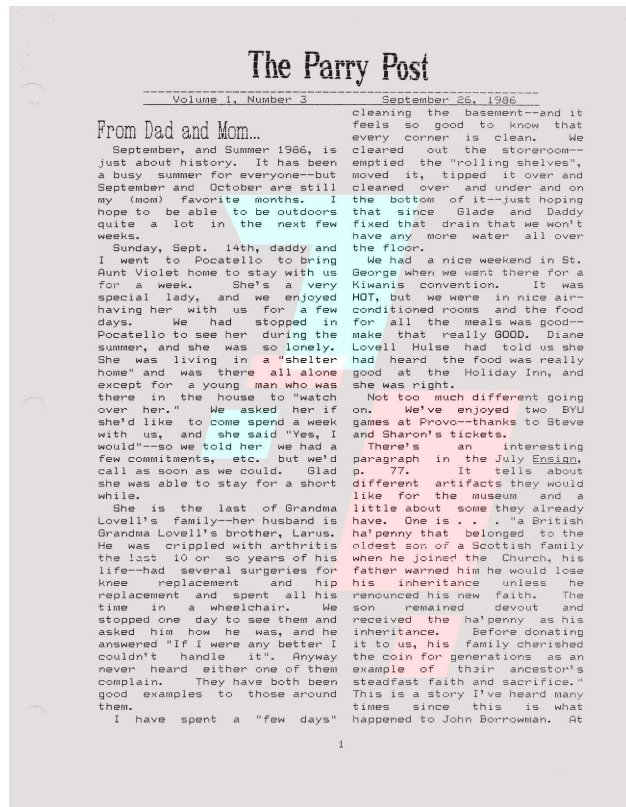 The Parry Post
Volume 1, Number 3 September 26, 1986
From Dad and Mom...
September, and Summer 1986, is
just about history. It has been
a busy summer for everyone--but
September and October are still
my (mom) favorite months. I
hope to be able to be outdoors
quite a lot in the next few
weeks.
Sunday, Sept. 14th, daddy and
I went to Pocatello to bring
Aunt Violet home to stay with us
for a week. She's a very
special lady, and we enjoyed
having her with us for a few
days. We had stopped in
Pocatello to see her during the
summer, and she was so lonely.
She was living in a "shelter
home" and was there all alone
except for a young man who was
there in the house to "watch
over her." We asked her if
she'd like to come spend a week
with us, and she said "Yes, I
would"--so we told her we had a
few commitments, etc. but we'd
call as soon as we could. Glad
she was able to stay for a short
while.
She is the last of Grandma
Lovell's family--her husband is
Grandma Lovell's brother, Larus.
He was crippled with arthritis
the last 10 or so years of his
life--had several surgeries for
knee replacement and hip
replacement and spent all his
time in a wheelchair. We
stopped one day to see them and
asked him how he was, and he
answered "If I were any better I
couldn't handle it". Anyway
never heard either one of them
complain. They have both been
good examples to those around
them.
I have spent a "few days"
cleaning the basement--and it
feels so good to know that
every corner is clean. We
cleared out the storeroom--
emptied the "rolling shelves",
moved it, tipped it over and
cleaned over and under and on
the bottom of it--just hoping
that since Glade and Daddy
fixed that drain that we won't
have any more water all over
the floor.
We had a nice weekend in St.
George when we went there for a
Kiwanis convention. It was
HOT, but we were in nice air-
conditioned rooms and the food
for all the meals was good--
make that really GOOD. Diane
Lovell Hulse had told us she
had heard the food was really
good at the Holiday Inn, and
she was right.
Not too much different going
on. We've enjoyed two BYU
games at Provo--thanks to Steve
and Sharon's tickets.
There's an interesting
paragraph in the July Ensign,
p. 77. It tells about
different artifacts they would
like for the museum and a
little about some they already
have. One is . . . "a British
ha'penny that belonged to the
oldest son of a Scottish family
when he joined the Church, his
father warned him he would lose
his inheritance unless he
renounced his new faith. The
son remained devout and
received the ha'penny as his
inheritance. Before donating
it to us, his family cherished
the coin for generations as an
example of their ancestor's
steadfast faith and sacrifice."
This is a story I've heard many
times since this is what
happened to John Borrowman. At
1